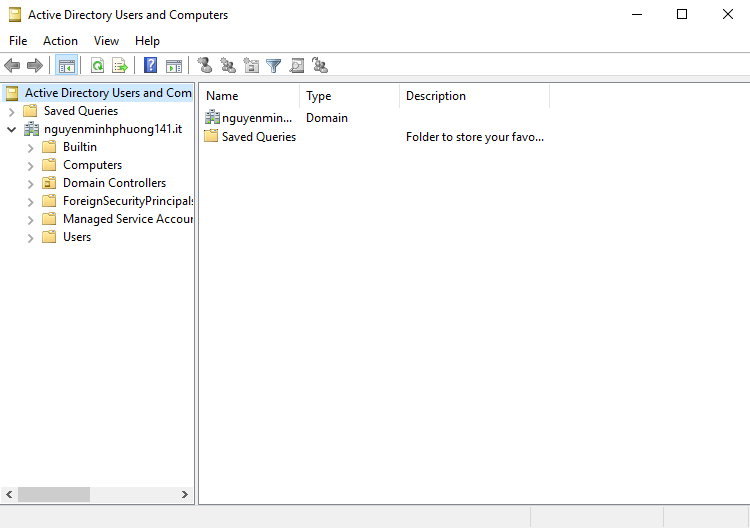 Active Directory Users and Computers
File Action View Help
Active Directory Users and Com
Saved Queries
nguyenminhphuong141.it
Builtin
Computers
Domain Controllers
ForeignSecurityPrincipals
Managed Service Accour
Users
Name Type Description
nguyenmin... Domain
Saved Queries Folder to store your favo...